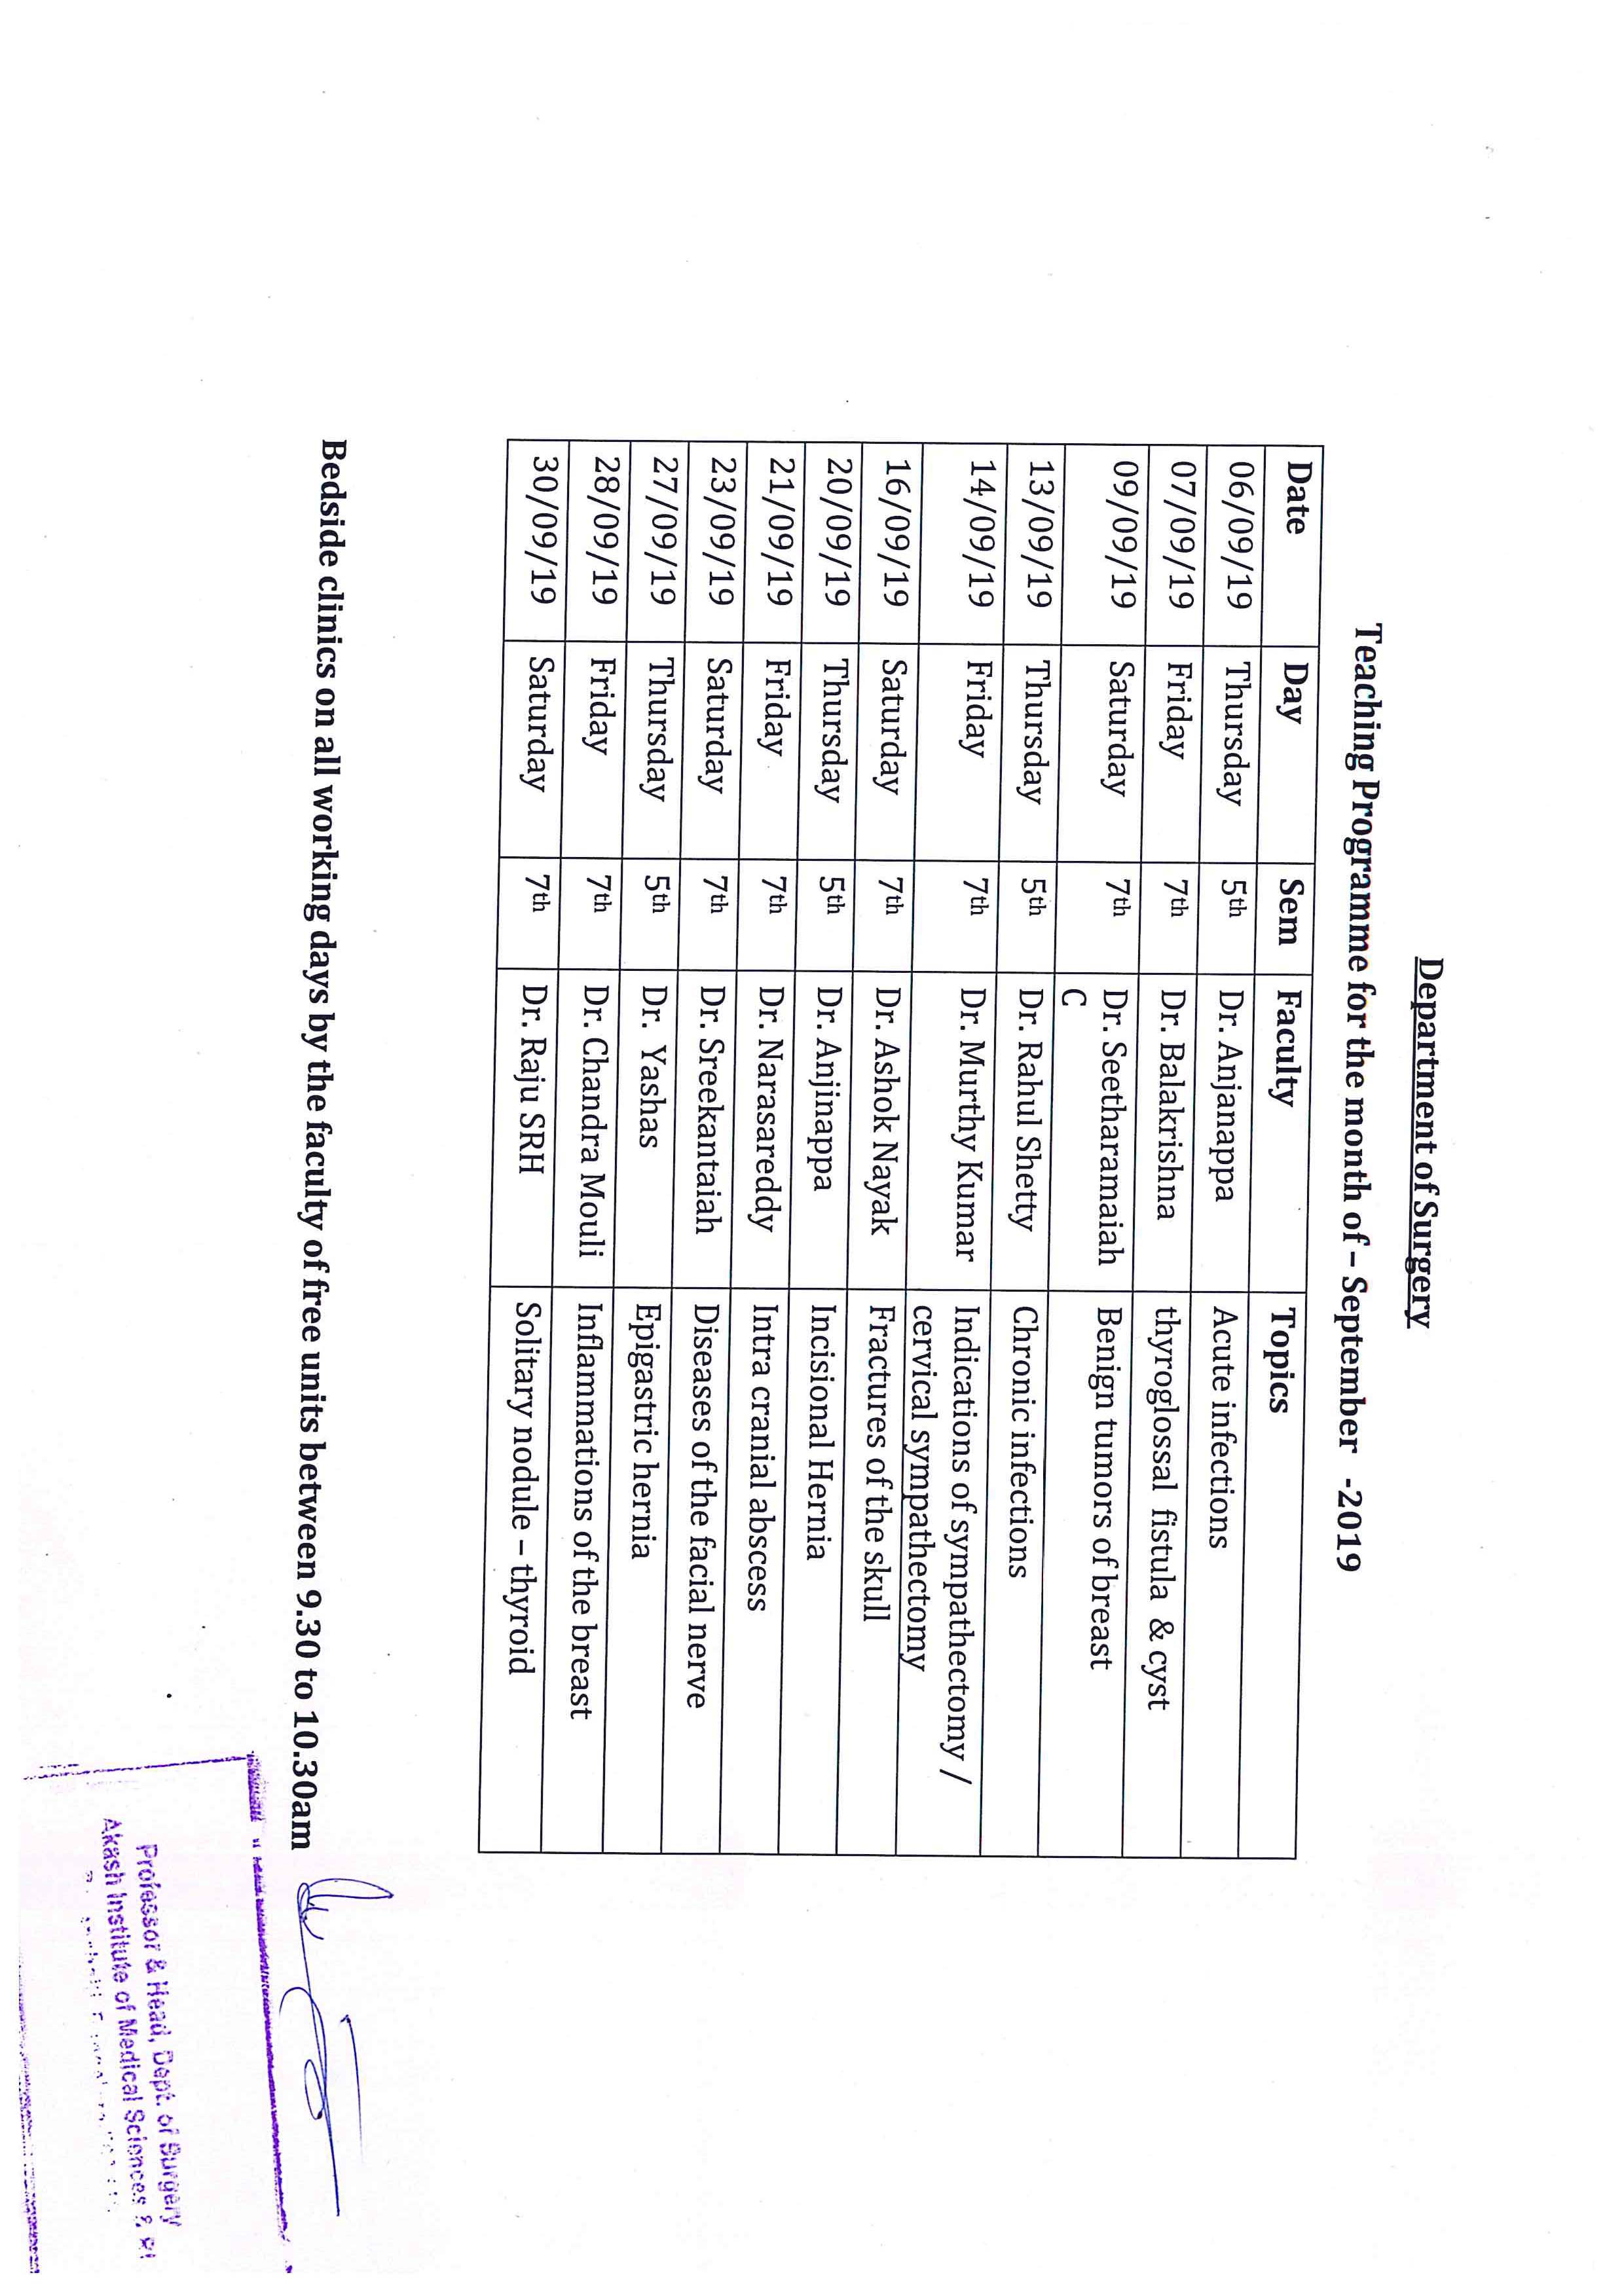 Department of Surgery
Teaching Programme for the month of – September -2019
Date Day Sem Faculty Topics
06/09/19 Thursday 5th Dr. Anjanappa Acute infections
07/09/19 Friday 7th Dr. Balakrishna thyroglossal fistula & cyst
09/09/19 Saturday 7th Dr. Seetharamaiah Benign tumors of breast
C
13/09/19 Thursday 5th Dr. Rahul Shetty Chronic infections
14/09/19 Friday 7th Dr. Murthy Kumar Indications of sympathectomy /
cervical sympathectomy
16/09/19 Saturday 7th Dr. Ashok Nayak Fractures of the skull
20/09/19 Thursday 5th Dr. Anjinappa Incisional Hernia
21/09/19 Friday 7th Dr. Narasareddy Intra cranial abscess
23/09/19 Saturday 7th Dr. Sreekantaiah Diseases of the facial nerve
27/09/19 Thursday 5th Dr. Yashas Epigastric hernia
28/09/19 Friday 7th Dr. Chandra Mouli Inflammations of the breast
30/09/19 Saturday 7th Dr. Raju SRH Solitary nodule – thyroid
Bedside clinics on all working days by the faculty of free units between 9.30 to 10.30am
Professor & Head, Dept. of Surgery
Akash Institute of Medical Sciences &